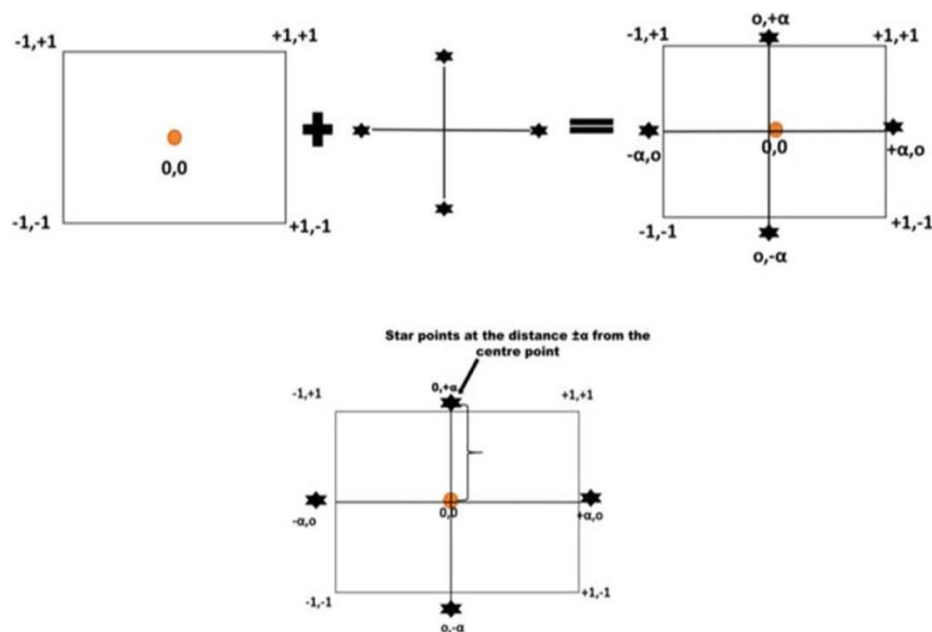 -1,+1
+1,+1
0,0
-1,-1
+1,-1
o,+α
-1,+1
+1,+1
-α,o
0,0
+α,o
-1,-1
+1,-1
o,-α
Star points at the distance ±α from the
centre point
0,+α
-1,+1
+1,+1
-α,o
0,0
+α,o
-1,-1
+1,-1
o,-α